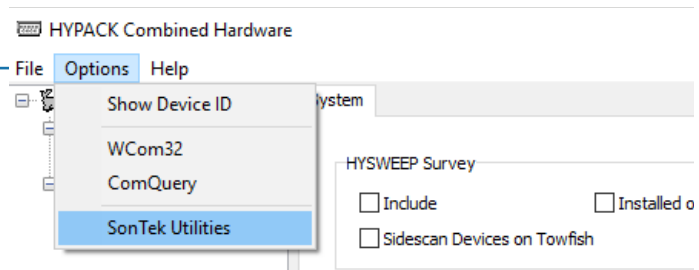 HYPACK Combined Hardware
File Options Help
Show Device ID
WCom32
ComQuery
SonTek Utilities
HYSWEEP Survey
Include
Sidescan Devices on Towfish
Installed